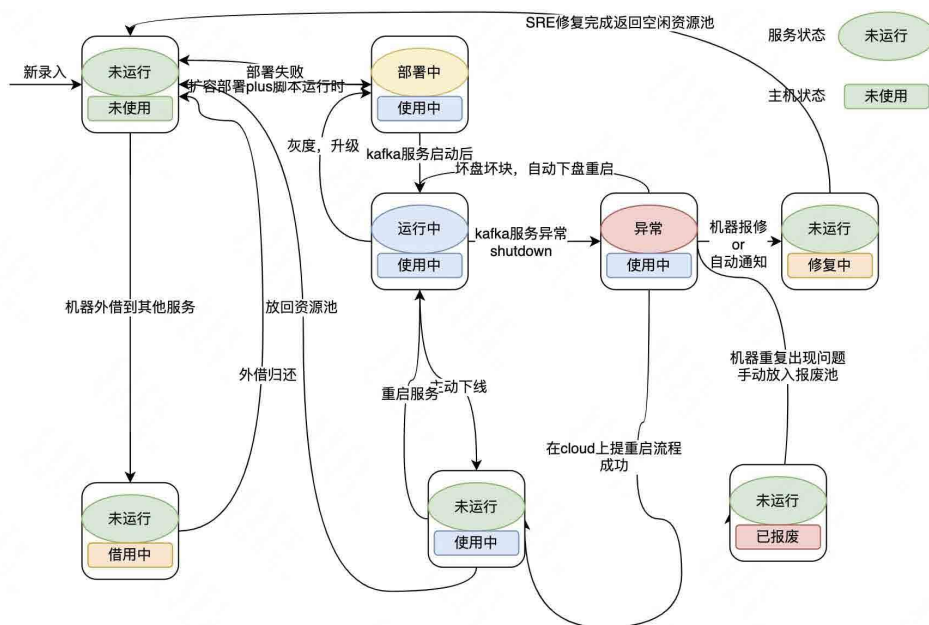 SRE修复完成返回空闲资源池
服务状态
未运行
主机状态
未使用
新录入
未运行
未使用
部署失败
扩容部署plus脚本运行时
部署中
使用中
灰度，升级
kafka服务启动后
坏盘坏块，自动下盘重启
运行中
使用中
kafka服务异常
shutdown
异常
使用中
机器报修
or
自动通知
未运行
修复中
机器外借到其他服务
放回资源池
外借归还
重启服务
主动下线
机器重复出现问题
手动放入报废池
在cloud上提重启流程
成功
未运行
借用中
未运行
使用中
未运行
已报废